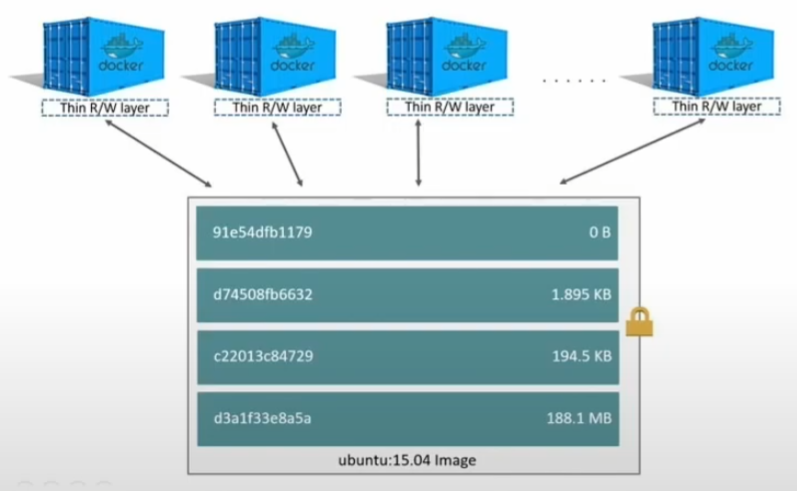 docker docker docker docker
Thin R/W layer Thin R/W layer Thin R/W layer Thin R/W layer
91e54dfb1179 0 B
d74508fb6632 1.895 KB
c22013c84729 194.5 KB
d3a1f33e8a5a 188.1 MB
ubuntu:15.04 Image